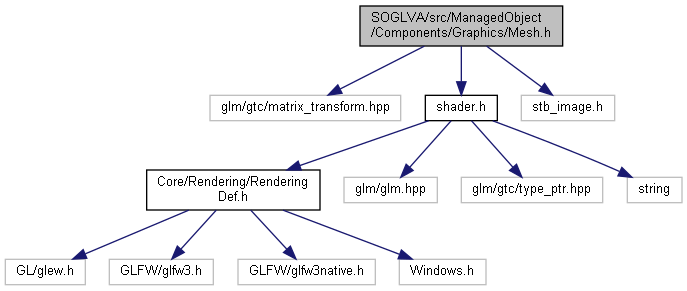 SOGLVA/src/ManagedObject
/Components/Graphics/Mesh.h
glm/gtc/matrix_transform.hpp
shader.h
stb_image.h
Core/Rendering/Rendering
Def.h
glm/glm.hpp
glm/gtc/type_ptr.hpp
string
GL/glew.h
GLFW/glfw3.h
GLFW/glfw3native.h
Windows.h